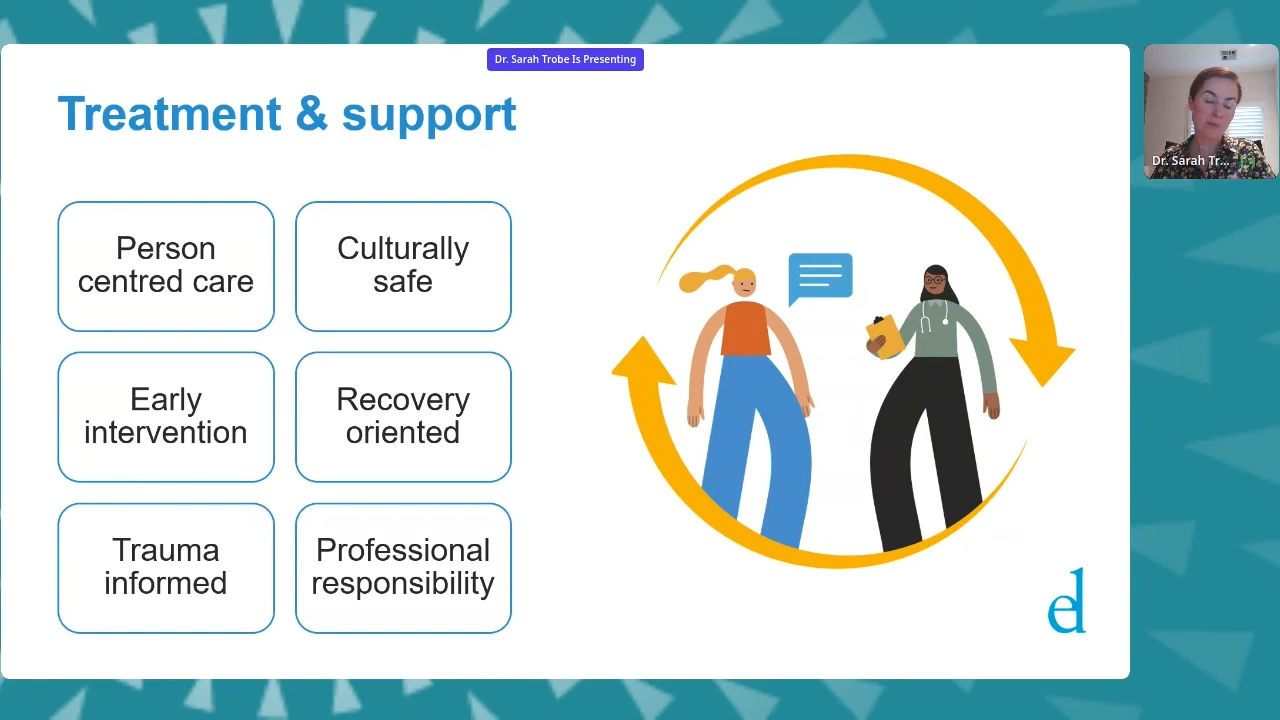 Dr. Sarah Trobe Is Presenting
Treatment & support
Person
centred care
Culturally
safe
Early
intervention
Recovery
oriented
Trauma
informed
Professional
responsibility
Dr. Sarah Tr...
ed